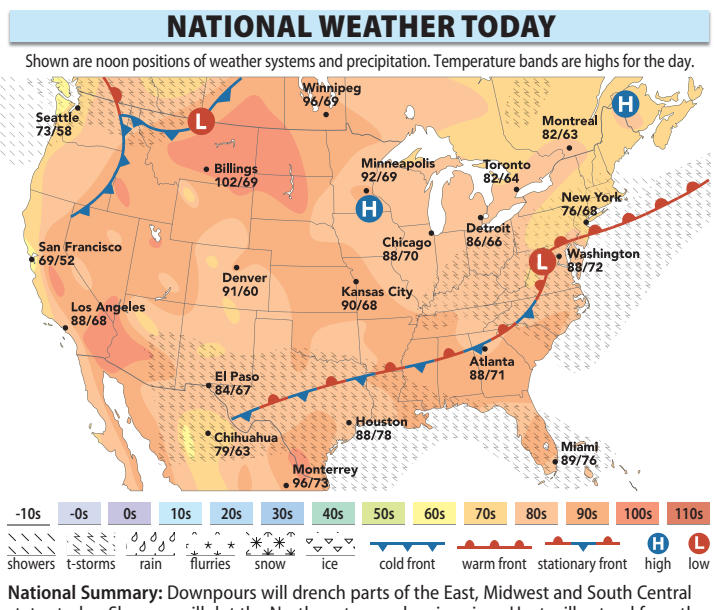 NATIONAL WEATHER TODAY
Shown are noon positions of weather systems and precipitation. Temperature bands are highs for the day.
Winnipeg
96/69
H
Seattle
73/58
L
Montreal
82/63
Billings
102/69
Minneapolis
92/69
Toronto
82/64
H
New York
76/68
Detroit
86/66
Chicago
88/70
San Francisco
69/52
L
Washington
88/72
Denver
91/60
Kansas City
90/68
Los Angeles
88/68
Atlanta
88/71
El Paso
84/67
Houston
88/78
Chihuahua
79/63
Miami
89/76
Monterrey
96/73
-10s -0s 0s 10s 20s 30s 40s 50s 60s 70s 80s 90s 100s 110s
H L
showers t-storms rain flurries snow ice cold front warm front stationary front high low
National Summary: Downpours will drench parts of the East, Midwest and South Central